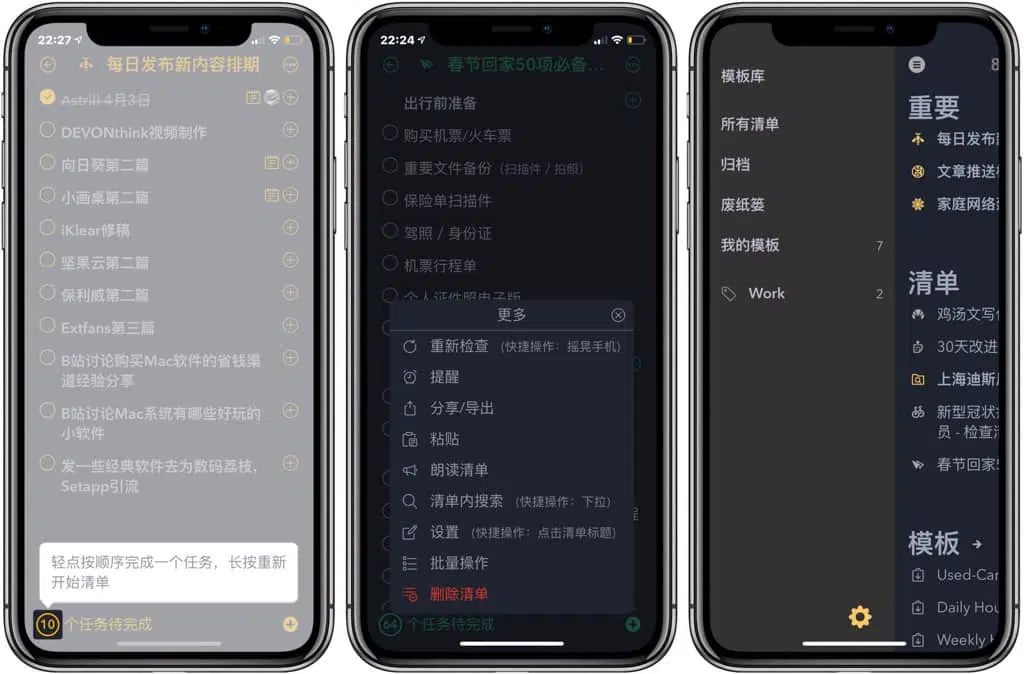 22:27
每日发布新内容排期
Astrill 4月3日
DEVONthink视频制作
向日葵第二篇
小画桌第二篇
iKlear修稿
坚果云第二篇
保利威第二篇
Extfans第三篇
B站讨论购买Mac软件的省钱渠
道经验分享
B站讨论Mac系统有哪些好玩的
小软件
发一些经典软件去为数码荔枝，
Setapp引流
轻点按顺序完成一个任务，长按重新
开始清单
10 个任务待完成
22:24
春节回家50项必备...
出行前准备
购买机票/火车票
重要文件备份（扫描件 / 拍照）
保险单扫描件
驾照 / 身份证
机票行程单
个人证件照电子版
更多
重新检查（快捷操作：摇晃手机）
提醒
分享/导出
粘贴
朗读清单
清单内搜索（快捷操作：下拉）
设置（快捷操作：点击清单标题）
批量操作
删除清单
程
64 个任务待完成
模板库
所有清单
归档
废纸篓
我的模板 7
Work 2
8
重要
每日发布新
文章推送
家庭网络
清单
鸡汤文写
30天改进
上海迪斯
新型冠状
员 - 检查清
春节回家5
模板
Used-Car
Daily Hou
Weekly H